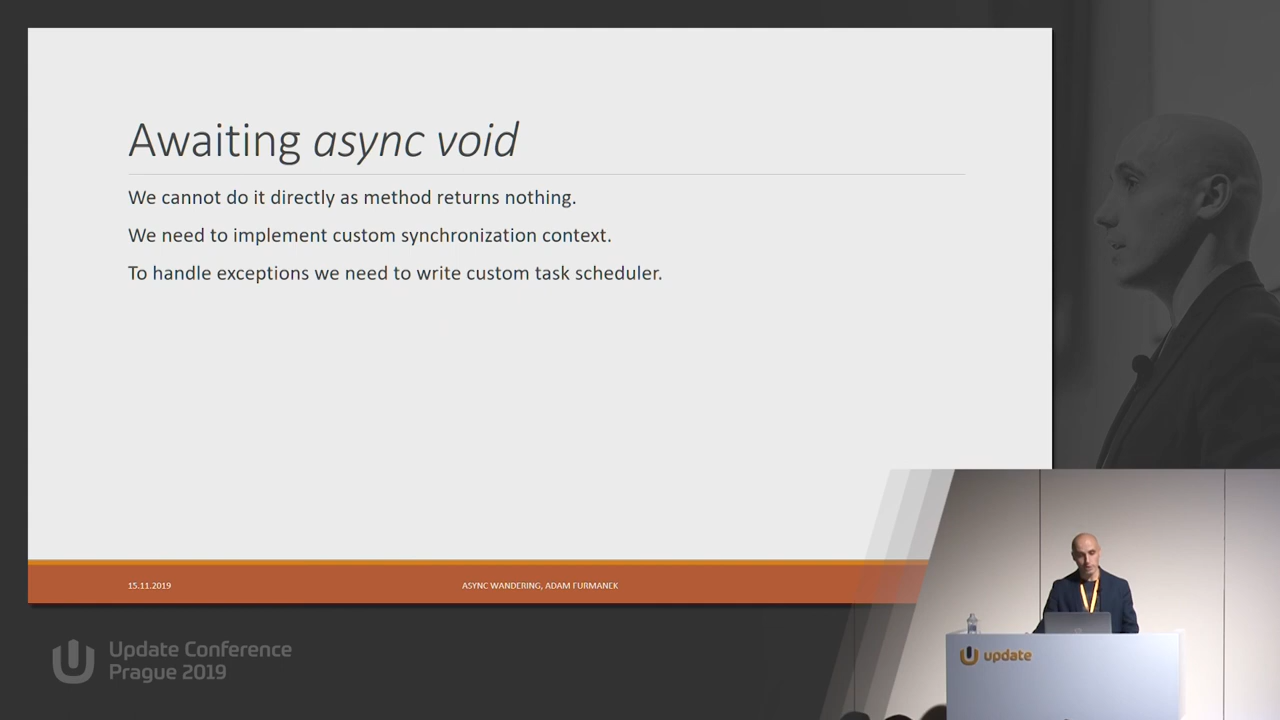 Awaiting async void
We cannot do it directly as method returns nothing.
We need to implement custom synchronization context.
To handle exceptions we need to write custom task scheduler.
15.11.2019
ASYNC WANDERING, ADAM FURMANEK
Update Conference
Prague 2019
update